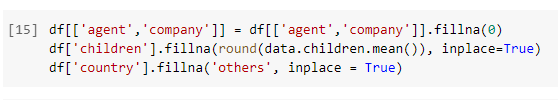 [15] df[['agent','company']] = df[['agent','company']].fillna(0)
df['children'].fillna(round(data.children.mean()), inplace=True)
df['country'].fillna('others', inplace = True)